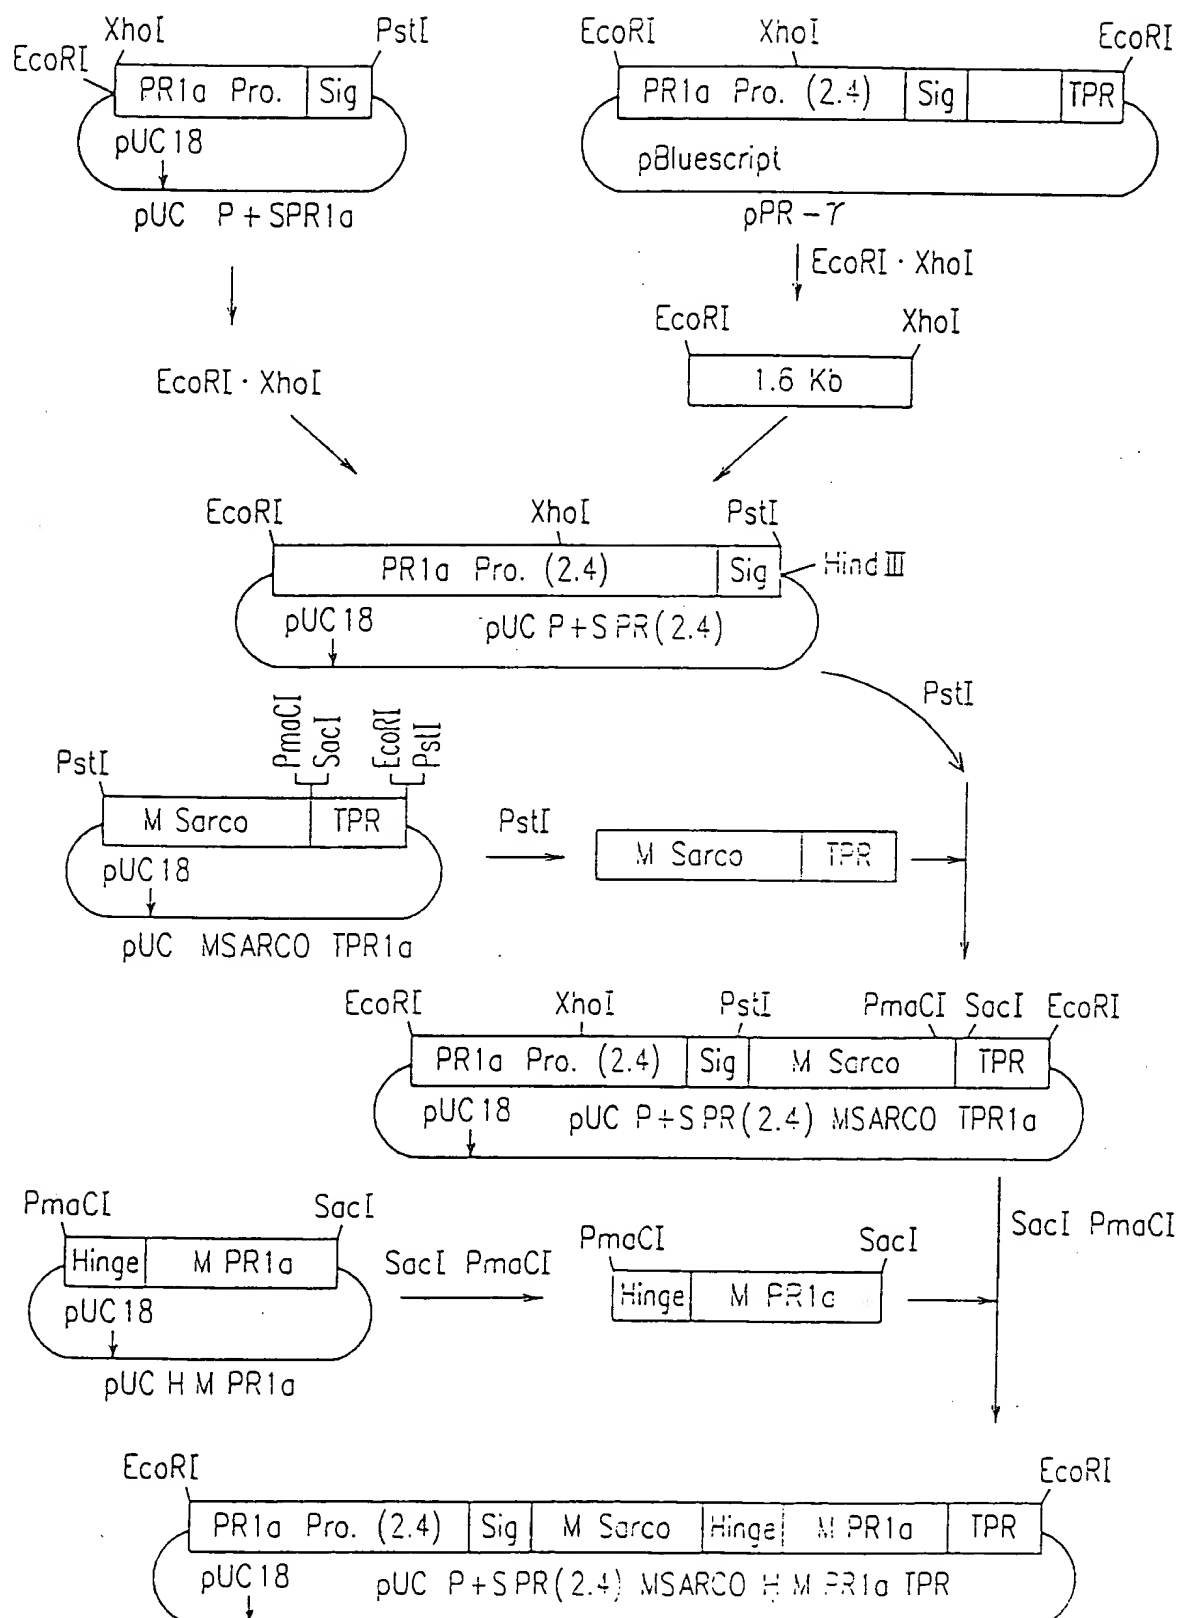 XhoI
PstI
EcoRI
PR1a Pro.
Sig
pUC18
pUC P+SPR1a
EcoRI
XhoI
EcoRI
PR1a Pro. (2.4)
Sig
TPR
pBluescript
pPR-γ
EcoRI·XhoI
EcoRI
XhoI
1.6 Kb
EcoRI·XhoI
EcoRI
XhoI
PstI
PR1a Pro. (2.4)
Sig
HindIII
pUC18
pUC P+SPR(2.4)
PstI
PstI
PmaCI
SacI
EcoRI
PstI
M Sarco
TPR
pUC18
pUC MSARCO TPR1a
PstI
M Sarco
TPR
EcoRI
XhoI
PstI
PmaCI
SacI
EcoRI
PR1a Pro. (2.4)
Sig
M Sarco
TPR
pUC18
pUC P+SPR(2.4) MSARCO TPR1a
SacI PmaCI
PmaCI
SacI
Hinge
M PR1a
pUC18
pUC H M PR1a
SacI PmaCI
PmaCI
SacI
Hinge
M PR1a
EcoRI
EcoRI
PR1a Pro. (2.4)
Sig
M Sarco
Hinge
M PR1a
TPR
pUC18
pUC P+SPR(2.4) MSARCO H M PR1a TPR